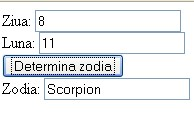 Ziua: 8
Luna: 11
Determina zodia
Zodia: Scorpion